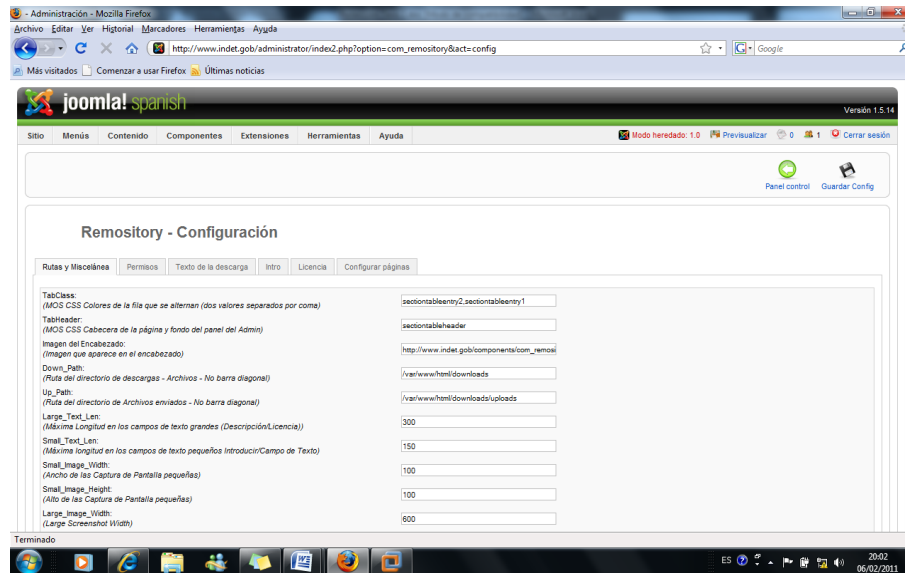 - Administración - Mozilla Firefox
Archivo Editar Ver Historial Marcadores Herramientas Ayuda
http://www.indet.gob/administrator/index2.php?option=com_remository&act=config
Google
Más visitados Comenzar a usar Firefox Últimas noticias
joomla! spanish
Versión 1.5.14
Sitio Menús Contenido Componentes Extensiones Herramientas Ayuda Modo heredado: 1.0 Previsualizar 0 1 Cerrar sesión
Panel control Guardar Config
Remository - Configuración
Rutas y Miscelánea Permisos Texto de la descarga Intro Licencia Configurar páginas
TabClass:
(MOS CSS Colores de la fila que se alternan (dos valores separados por coma)
sectiontableentry2,sectiontableentry1
TabHeader:
(MOS CSS Cabecera de la página y fondo del panel del Admin)
sectiontableheader
Imagen del Encabezado:
(Imagen que aparece en el encabezado)
http://www.indet.gob/components/com_remosi
Down_Path:
(Ruta del directorio de descargas - Archivos - No barra diagonal)
/var/www/html/downloads
Up_Path:
(Ruta del directorio de Archivos enviados - No barra diagonal)
/var/www/html/downloads/uploads
Large_Text_Len:
(Máxima Longitud en los campos de texto grandes (Descripción/Licencia))
300
Small_Text_Len:
(Máxima longitud en los campos de texto pequeños Introducir/Campo de Texto)
150
Small_Image_Width:
(Ancho de las Captura de Pantalla pequeñas)
100
Small_Image_Height:
(Alto de las Captura de Pantalla pequeñas)
100
Large_Image_Width:
(Large Screenshot Width)
600
Terminado
ES
20:02
06/02/2011